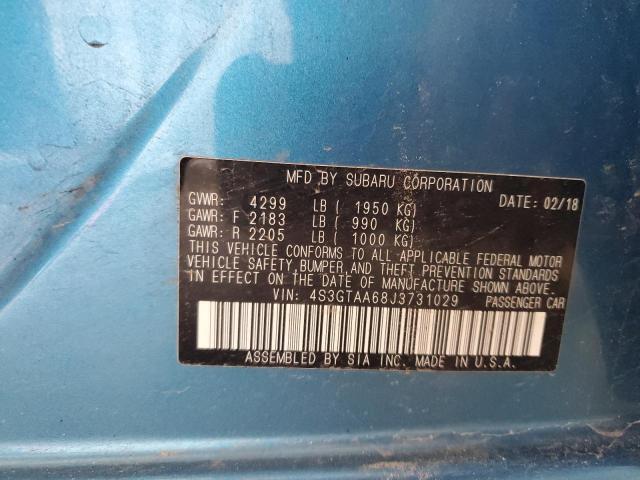 MFD BY SUBARU CORPORATION
GVWR: 4299 LB ( 1950 KG) DATE: 02/18
GAWR: F 2183 LB ( 990 KG)
GAWR: R 2205 LB ( 1000 KG)
THIS VEHICLE CONFORMS TO ALL APPLICABLE FEDERAL MOTOR
VEHICLE SAFETY, BUMPER, AND THEFT PREVENTION STANDARDS
IN EFFECT ON THE DATE OF MANUFACTURE SHOWN ABOVE.
VIN: 4S3GTAA68J3731029 PASSENGER CAR
ASSEMBLED BY SIA INC. MADE IN U.S.A.